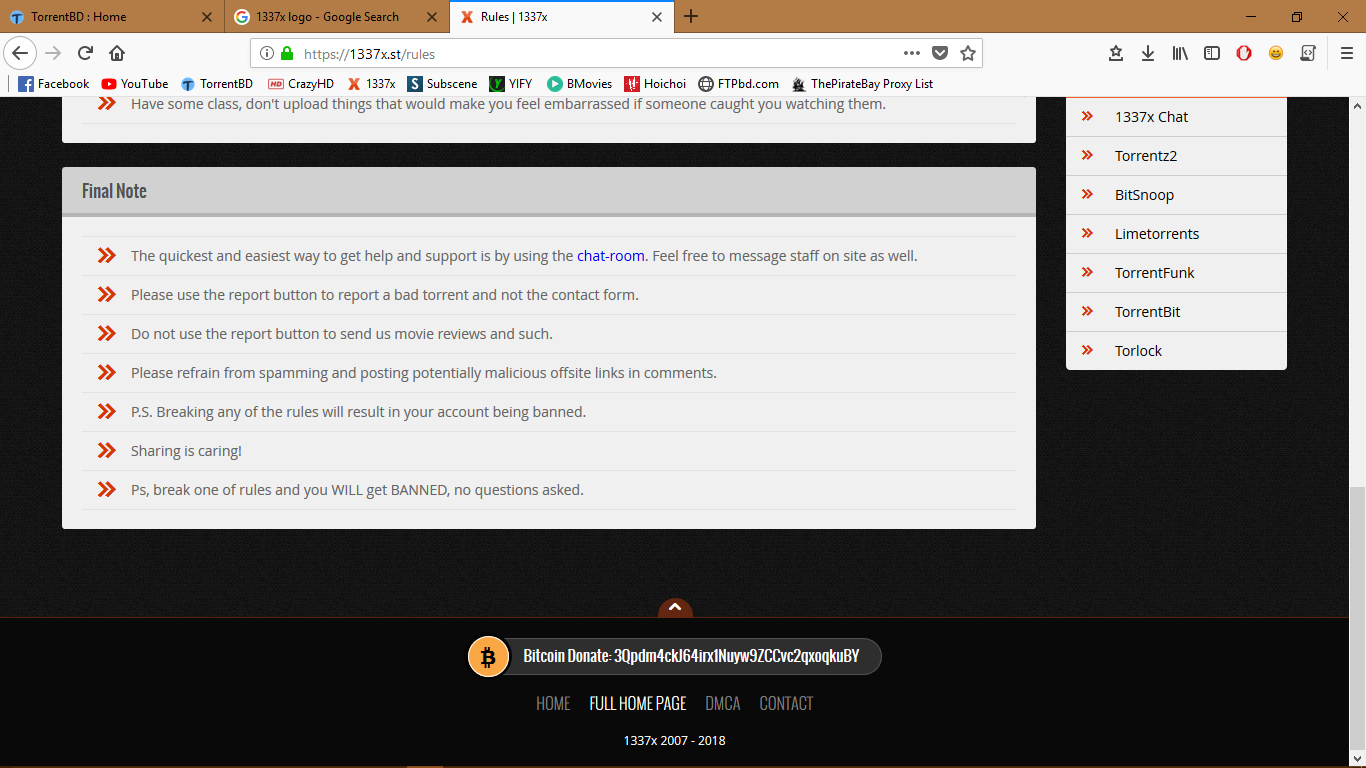 TorrentBD : Home
1337x logo - Google Search
Rules | 1337x
https://1337x.st/rules
Facebook
YouTube
TorrentBD
HD
CrazyHD
1337x
S
Subscene
Y
YIFY
BMovies
Hoichoi
FTPbd.com
ThePirateBay Proxy List
Have some class, don't upload things that would make you feel embarrassed if someone caught you watching them.
Final Note
The quickest and easiest way to get help and support is by using the chat-room. Feel free to message staff on site as well.
Please use the report button to report a bad torrent and not the contact form.
Do not use the report button to send us movie reviews and such.
Please refrain from spamming and posting potentially malicious offsite links in comments.
P.S. Breaking any of the rules will result in your account being banned.
Sharing is caring!
Ps, break one of rules and you WILL get BANNED, no questions asked.
1337x Chat
Torrentz2
BitSnoop
Limetorrents
TorrentFunk
TorrentBit
Torlock
Bitcoin Donate: 3Qpdm4ckJ64irx1Nuyw9ZCCvc2qxoqkuBY
HOME
FULL HOME PAGE
DMCA
CONTACT
1337x 2007 - 2018